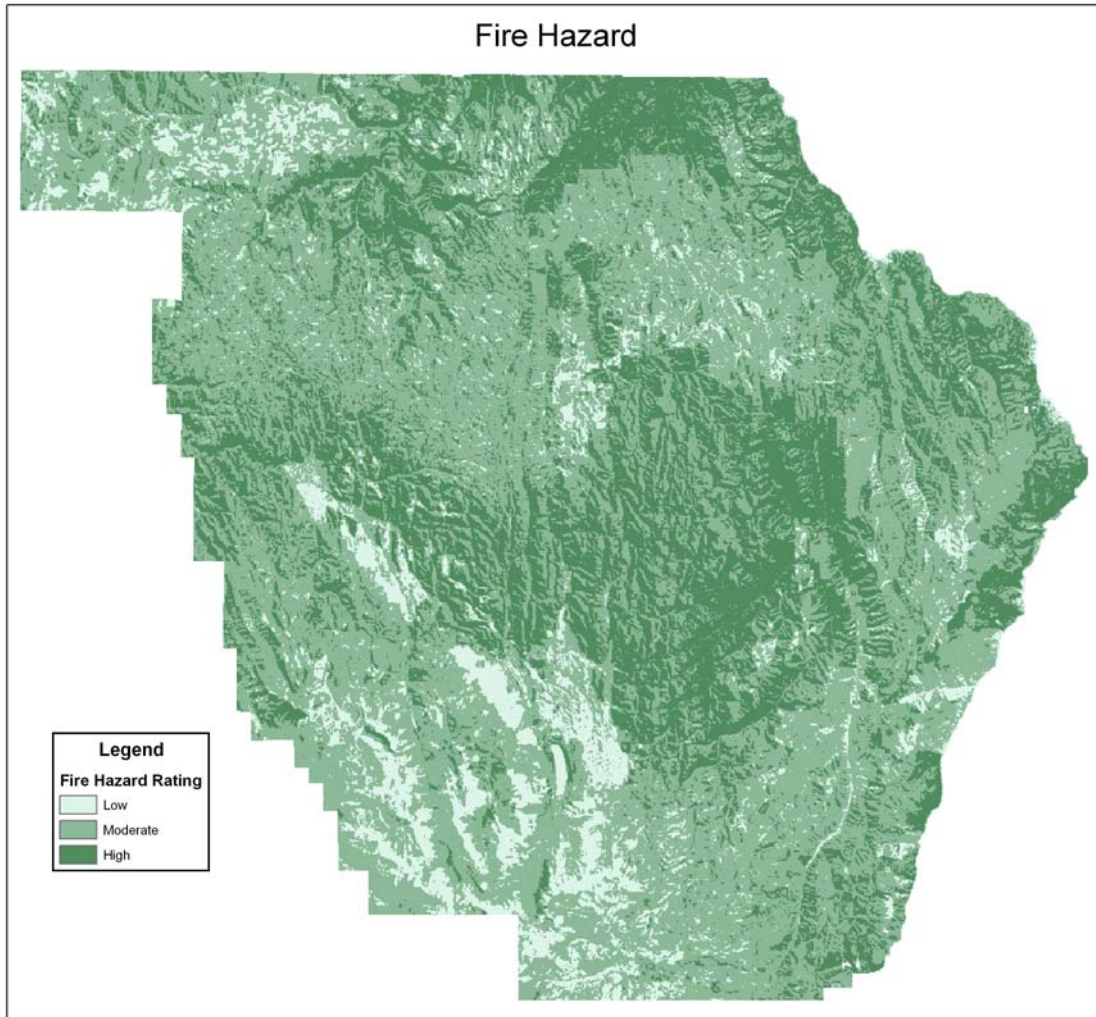 Fire Hazard
Legend
Fire Hazard Rating
Low
Moderate
High